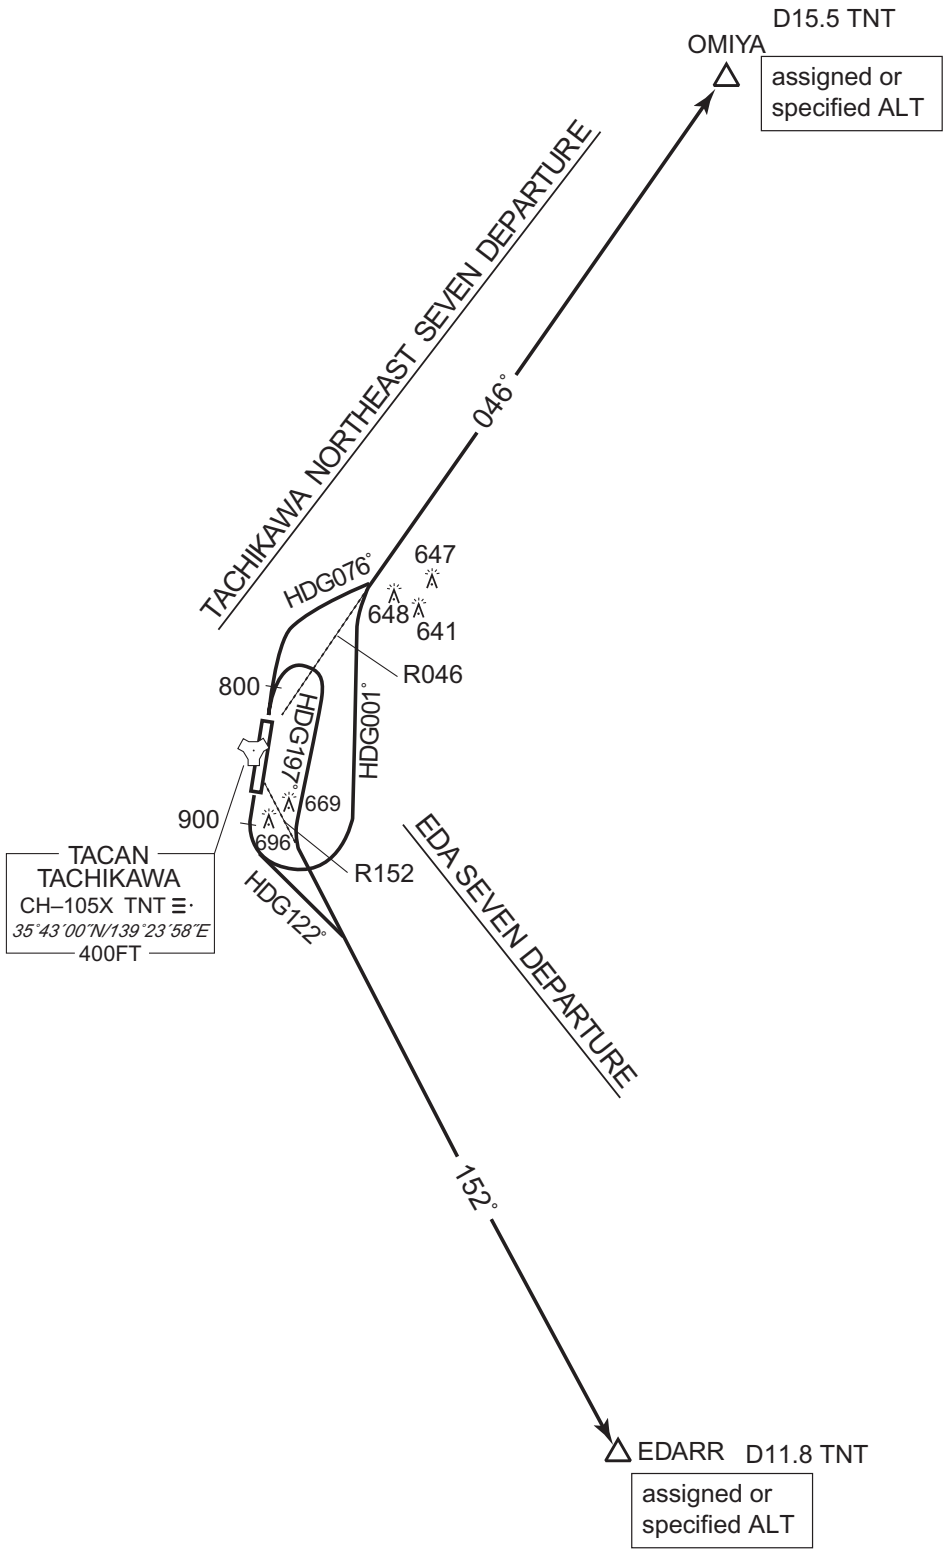 D15.5 TNT
OMIYA
assigned or
specified ALT
TACHIKAWA NORTHEAST SEVEN DEPARTURE
046°
647
HDG076°
648
641
R046
800
HDG197°
HDG001°
669
900
696
R152
TACAN
TACHIKAWA
CH–105X TNT
35°43′00″N/139°23′58″E
400FT
HDG122°
EDA SEVEN DEPARTURE
152°
EDARR D11.8 TNT
assigned or
specified ALT